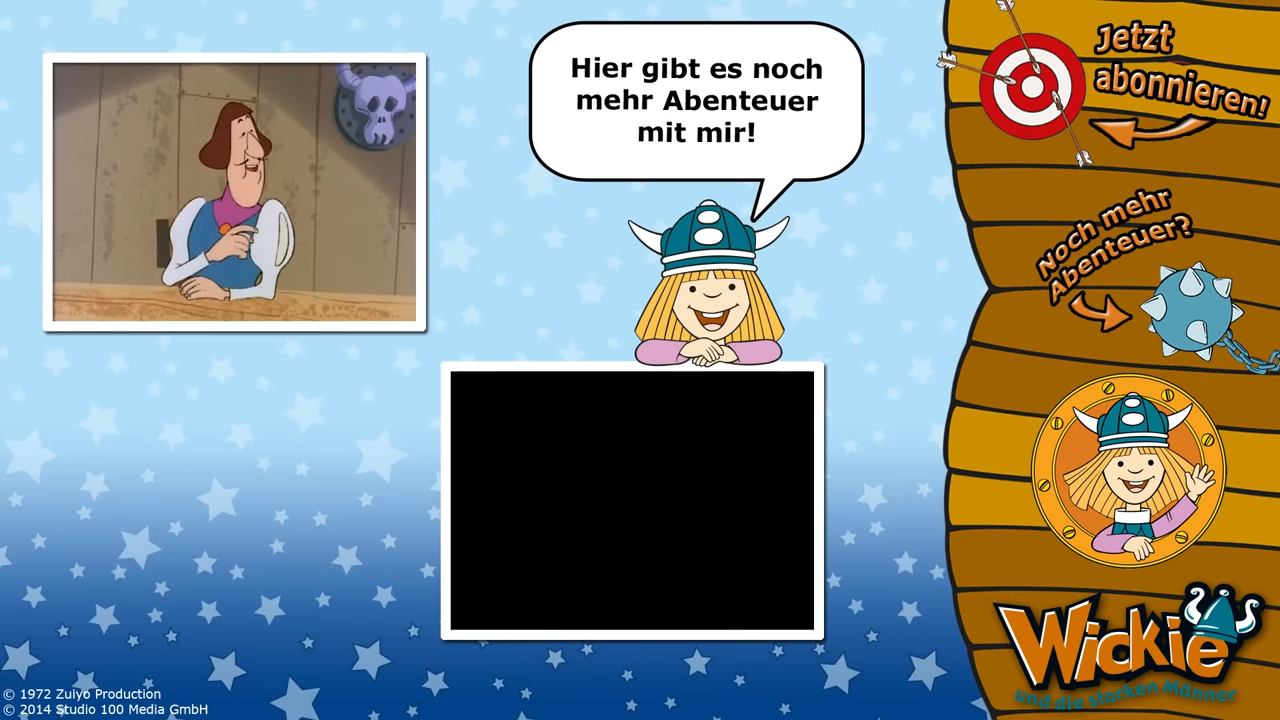 Hier gibt es noch
mehr Abenteuer
mit mir!
Jetzt
abonnieren!
Noch mehr
Abenteuer?
Wickie
und die starken Männer
© 1972 Zuiyo Production
© 2014 Studio 100 Media GmbH